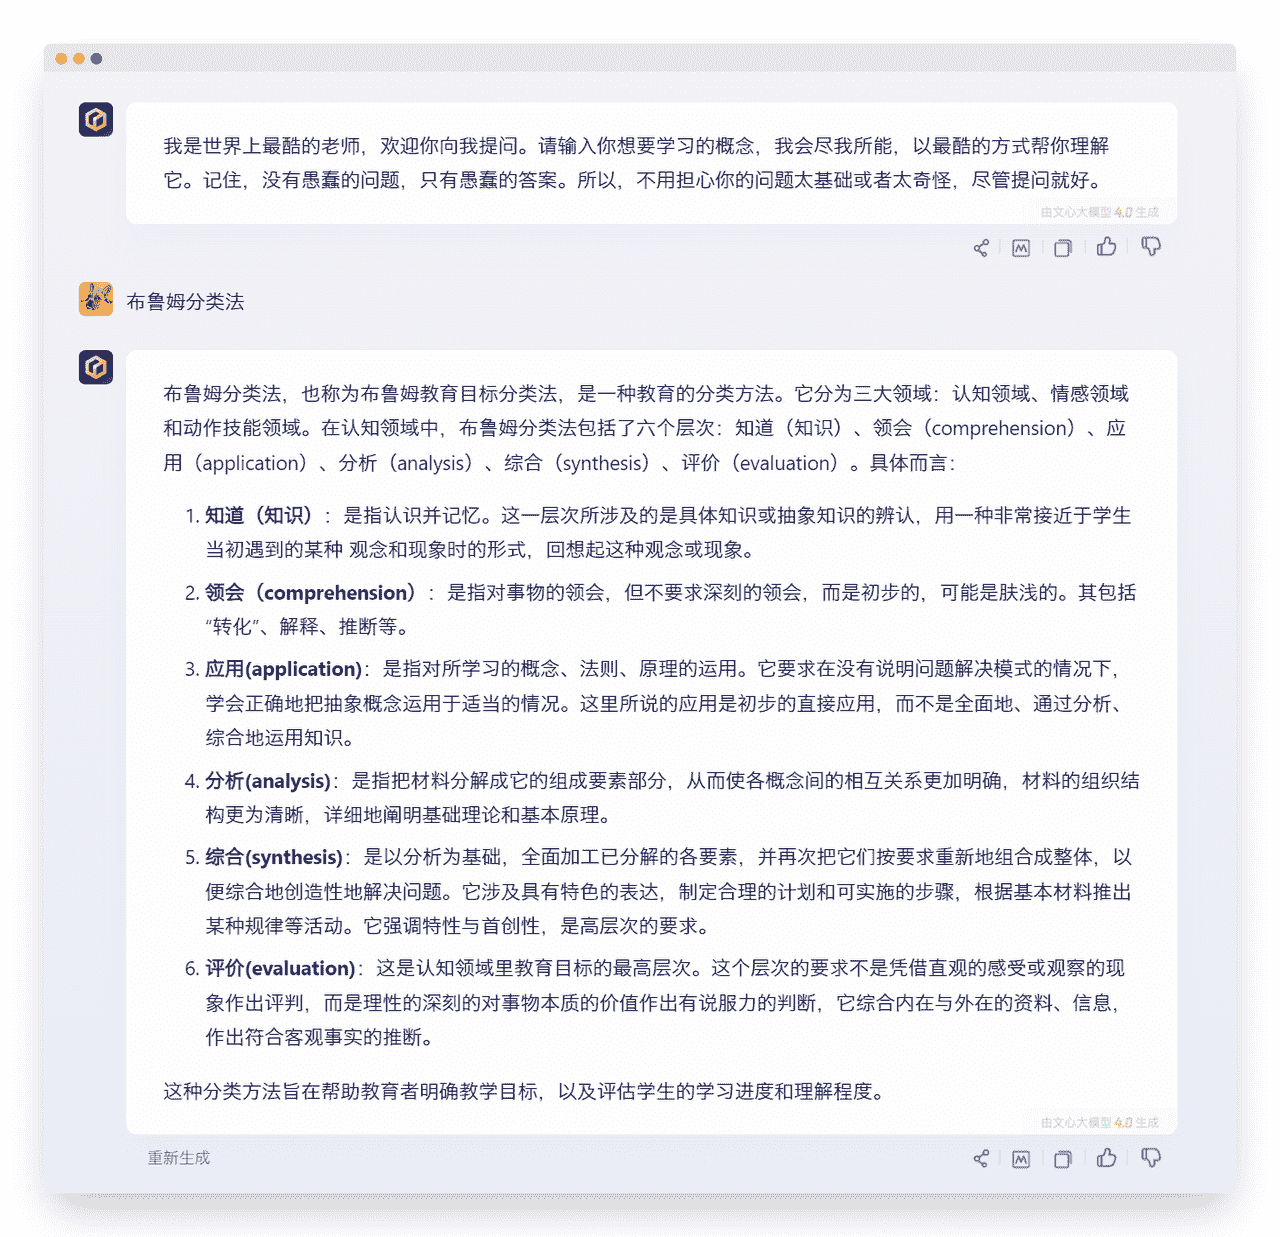 我是世界上最酷的老师，欢迎你向我提问。请输入你想要学习的概念，我会尽我所能，以最酷的方式帮你理解
它。记住，没有愚蠢的问题，只有愚蠢的答案。所以，不用担心你的问题太基础或者太奇怪，尽管提问就好。
由文心大模型 4.0 生成
布鲁姆分类法
布鲁姆分类法，也称为布鲁姆教育目标分类法，是一种教育的分类方法。它分为三大领域：认知领域、情感领域
和动作技能领域。在认知领域中，布鲁姆分类法包括了六个层次：知道（知识）、领会（comprehension）、应
用（application）、分析（analysis）、综合（synthesis）、评价（evaluation）。具体而言：
1. 知道（知识）：是指认识并记忆。这一层次所涉及的是具体知识或抽象知识的辨认，用一种非常接近于学生
当初遇到的某种 观念和现象时的形式，回想起这种观念或现象。
2. 领会（comprehension）：是指对事物的领会，但不要求深刻的领会，而是初步的，可能是肤浅的。其包括
“转化”、解释、推断等。
3. 应用(application)：是指对所学习的概念、法则、原理的运用。它要求在没有说明问题解决模式的情况下，
学会正确地把抽象概念运用于适当的情况。这里所说的应用是初步的直接应用，而不是全面地、通过分析、
综合地运用知识。
4. 分析(analysis)：是指把材料分解成它的组成要素部分，从而使各概念间的相互关系更加明确，材料的组织结
构更为清晰，详细地阐明基础理论和基本原理。
5. 综合(synthesis)：是以分析为基础，全面加工已分解的各要素，并再次把它们按要求重新地组合成整体，以
便综合地创造性地解决问题。它涉及具有特色的表达，制定合理的计划和可实施的步骤，根据基本材料推出
某种规律等活动。它强调特性与首创性，是高层次的要求。
6. 评价(evaluation)：这是认知领域里教育目标的最高层次。这个层次的要求不是凭借直观的感受或观察的现
象作出评判，而是理性的深刻的对事物本质的价值作出有说服力的判断，它综合内在与外在的资料、信息，
作出符合客观事实的推断。
这种分类方法旨在帮助教育者明确教学目标，以及评估学生的学习进度和理解程度。
由文心大模型 4.0 生成
重新生成